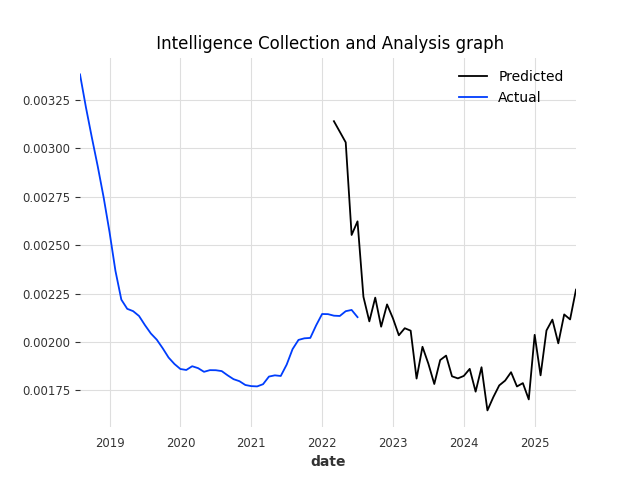 Intelligence Collection and Analysis graph
Predicted
Actual
0.00325
0.00300
0.00275
0.00250
0.00225
0.00200
0.00175
2019 2020 2021 2022 2023 2024 2025
date